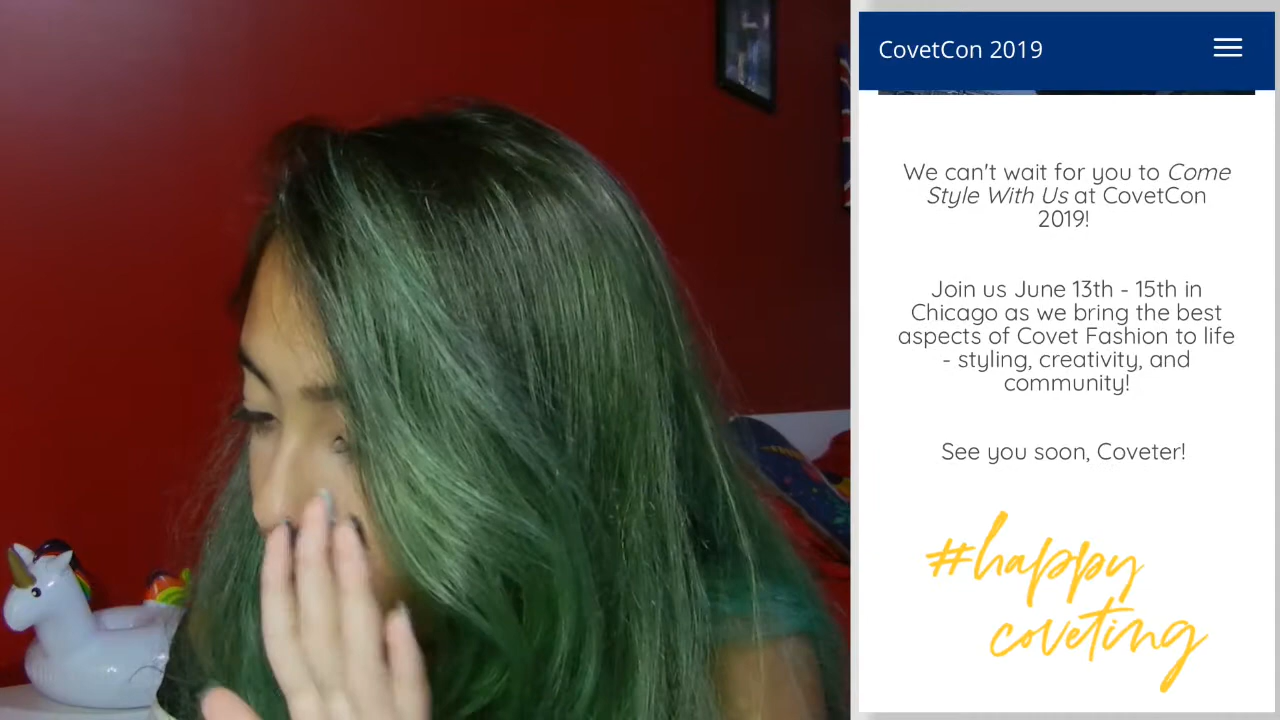 CovetCon 2019
We can't wait for you to Come
Style With Us at CovetCon
2019!
Join us June 13th - 15th in
Chicago as we bring the best
aspects of Covet Fashion to life
- styling, creativity, and
community!
See you soon, Coveter!
#happy
coveting